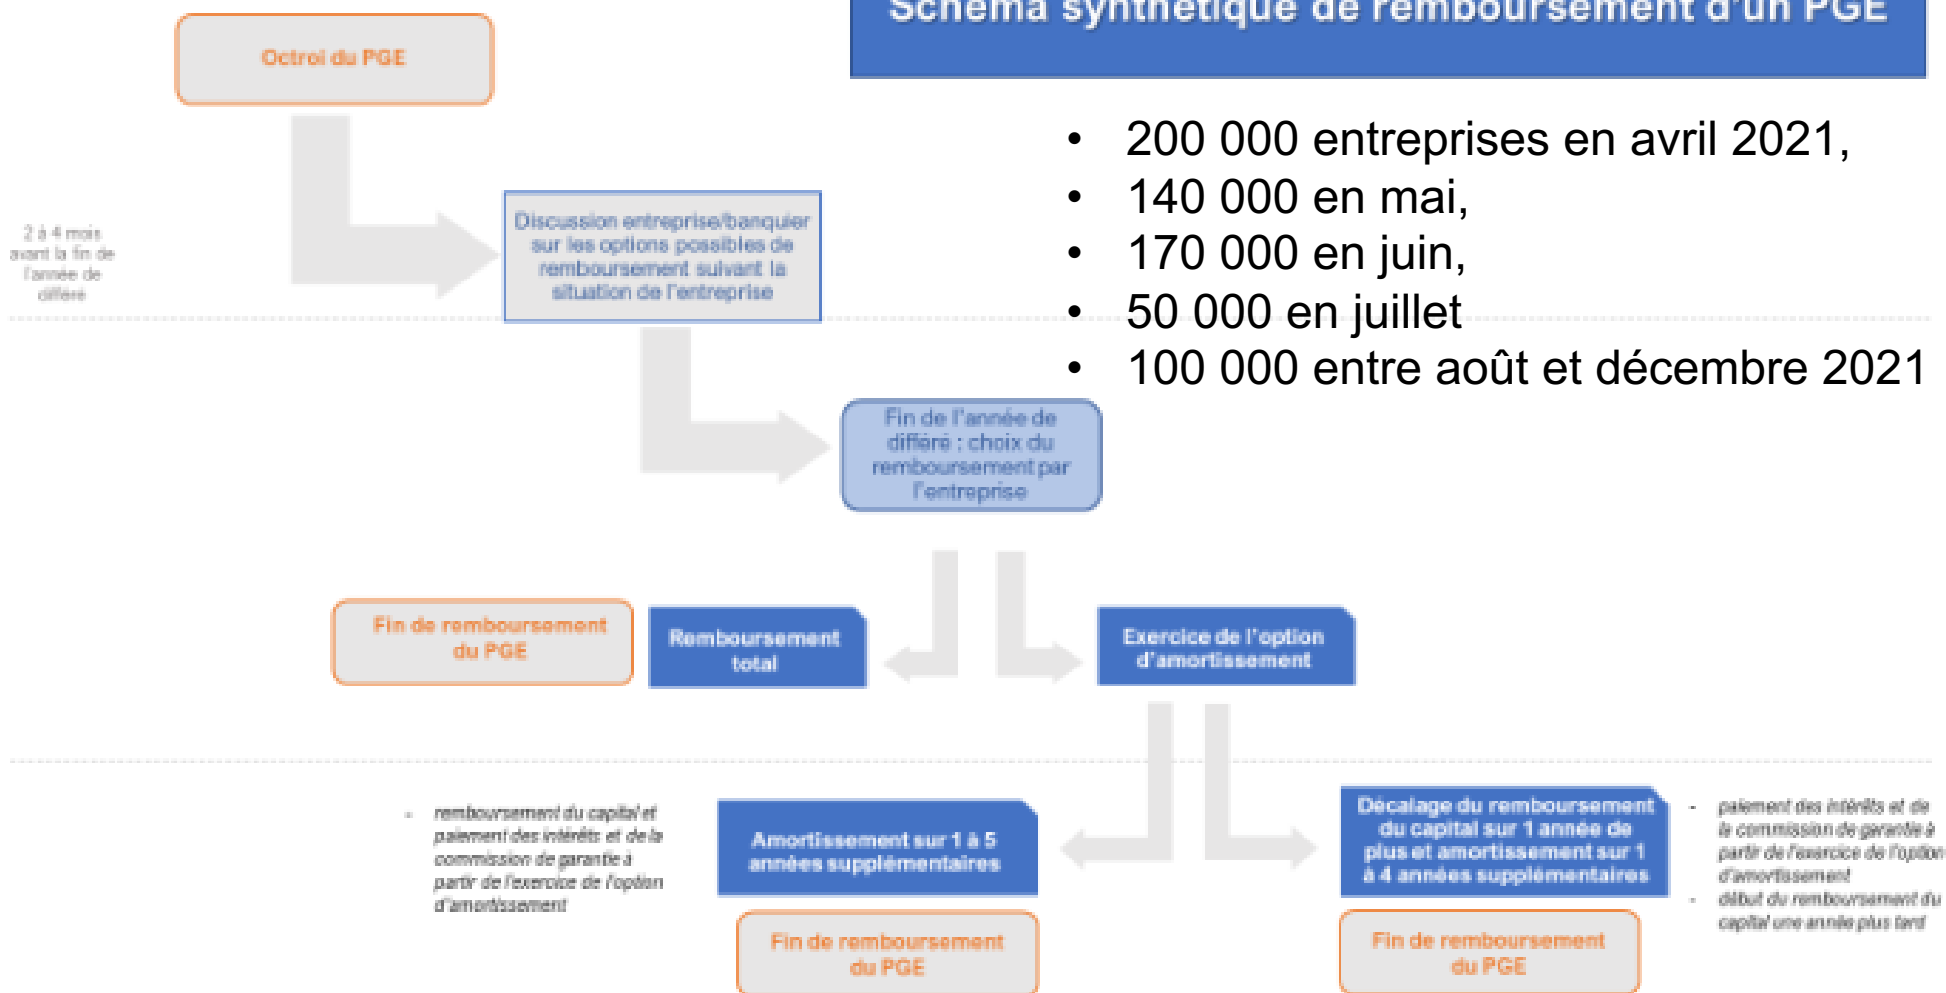 Schéma synthétique de remboursement d'un PGE
Octroi du PGE
• 200 000 entreprises en avril 2021,
• 140 000 en mai,
• 170 000 en juin,
• 50 000 en juillet
• 100 000 entre août et décembre 2021
2 à 4 mois
avant la fin de
l'année de
différé
Discussion entreprise/banquier
sur les options possibles de
remboursement suivant la
situation de l'entreprise
Fin de l'année de
différé : choix du
remboursement par
l'entreprise
Fin de remboursement
du PGE
Remboursement
total
Exercice de l'option
d'amortissement
- remboursement du capital et
paiement des intérêts et de la
commission de garantie à
partir de l'exercice de l'option
d'amortissement
Amortissement sur 1 à 5
années supplémentaires
Fin de remboursement
du PGE
Décalage du remboursement
du capital sur 1 année de
plus et amortissement sur 1
à 4 années supplémentaires
Fin de remboursement
du PGE
- paiement des intérêts et de
la commission de garantie à
partir de l'exercice de l'option
d'amortissement
- début du remboursement du
capital une année plus tard